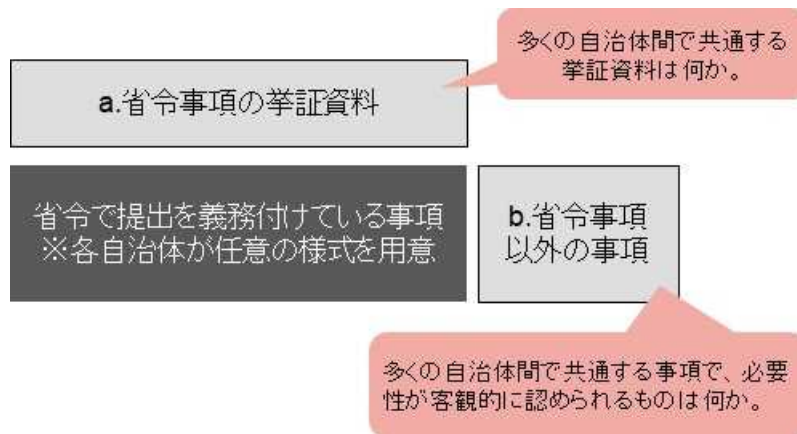 多くの自治体間で共通する
挙証資料は何か。
a.省令事項の挙証資料
省令で提出を義務付けている事項
※各自治体が任意の様式を用意
b.省令事項
以外の事項
多くの自治体間で共通する事項で、必要
性が客観的に認められるものは何か。